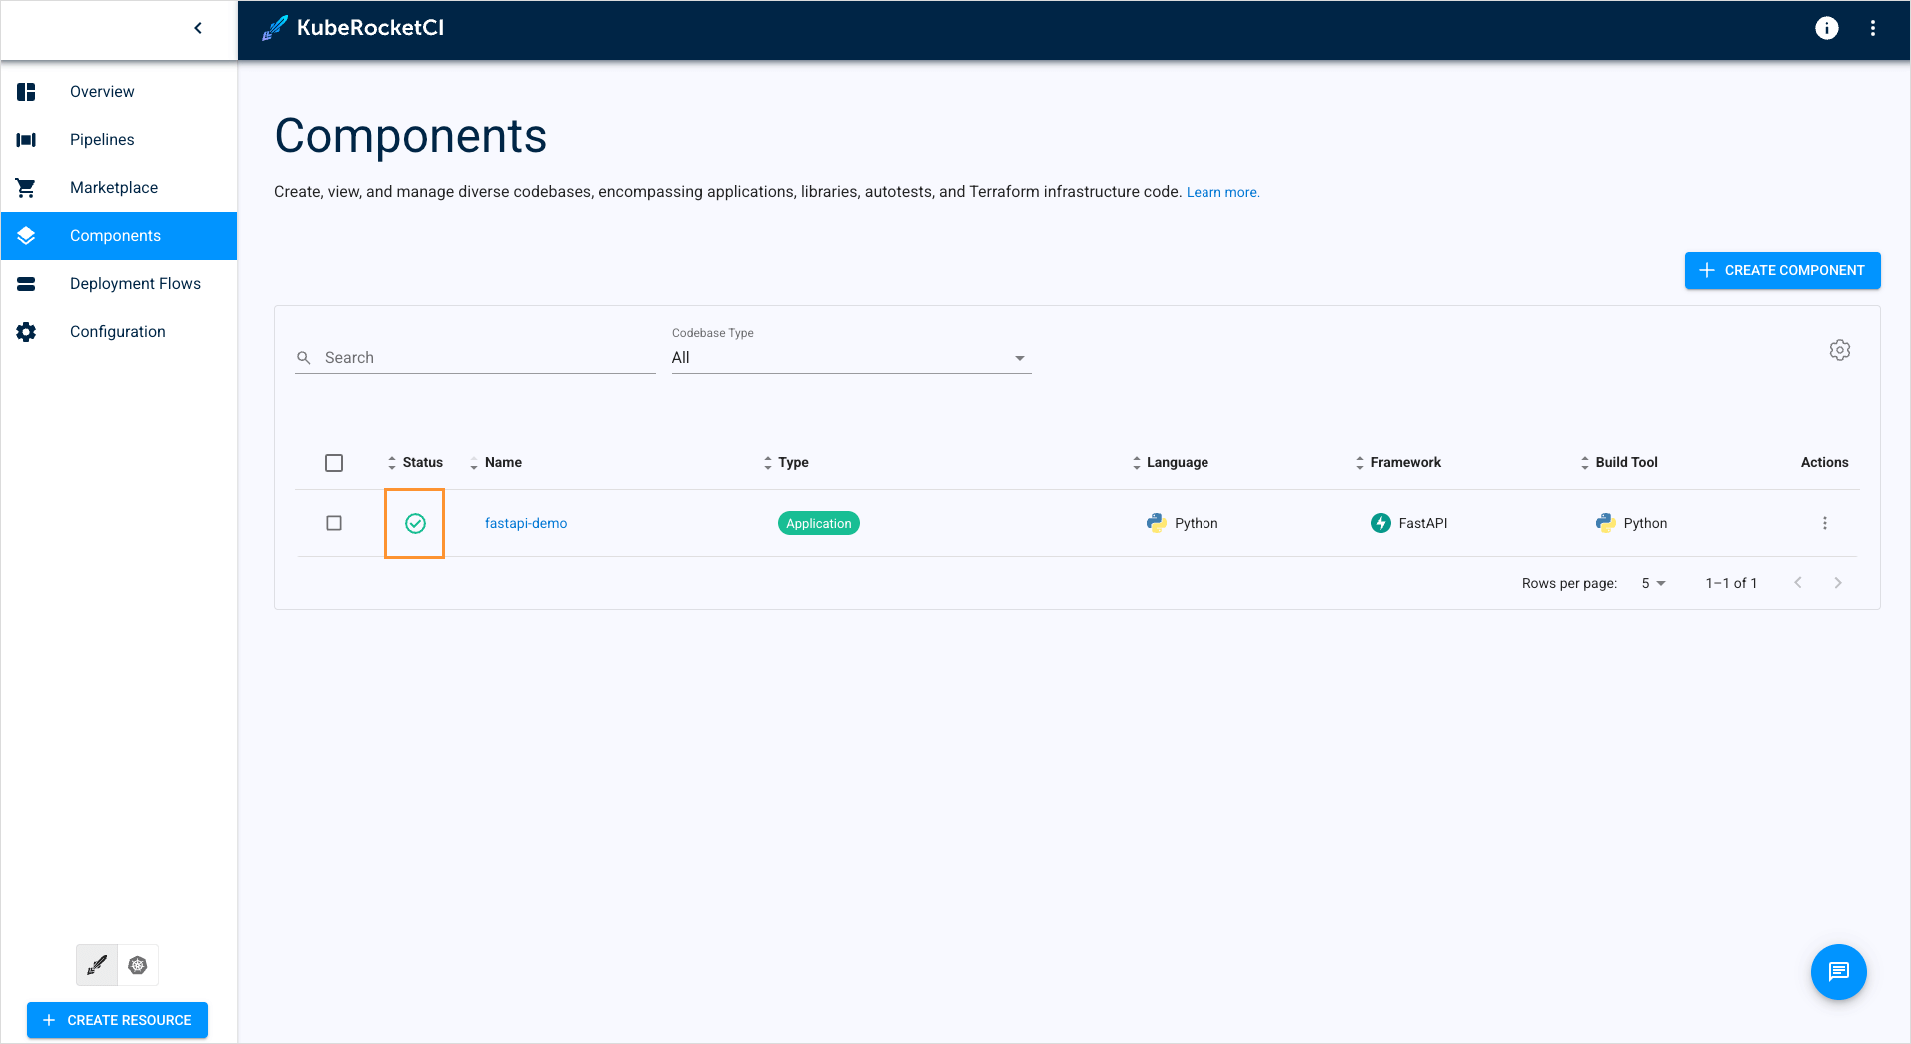 KubeRocketCI
Overview
Pipelines
Marketplace
Components
Deployment Flows
Configuration
CREATE RESOURCE
Components
Create, view, and manage diverse codebases, encompassing applications, libraries, autotests, and Terraform infrastructure code. Learn more.
CREATE COMPONENT
Search
Codebase Type
All
Status Name Type Language Framework Build Tool Actions
fastapi-demo Application Python FastAPI Python
Rows per page: 5 1–1 of 1